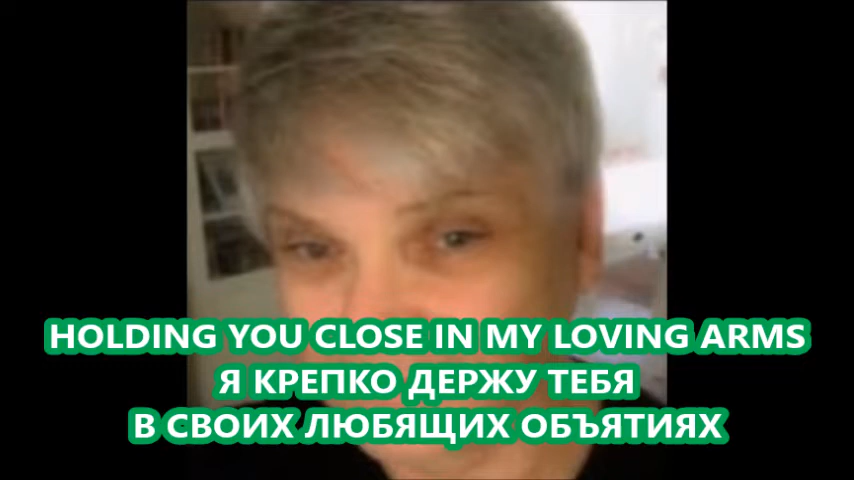 HOLDING YOU CLOSE IN MY LOVING ARMS
Я КРЕПКО ДЕРЖУ ТЕБЯ
В СВОИХ ЛЮБЯЩИХ ОБЪЯТИЯХ